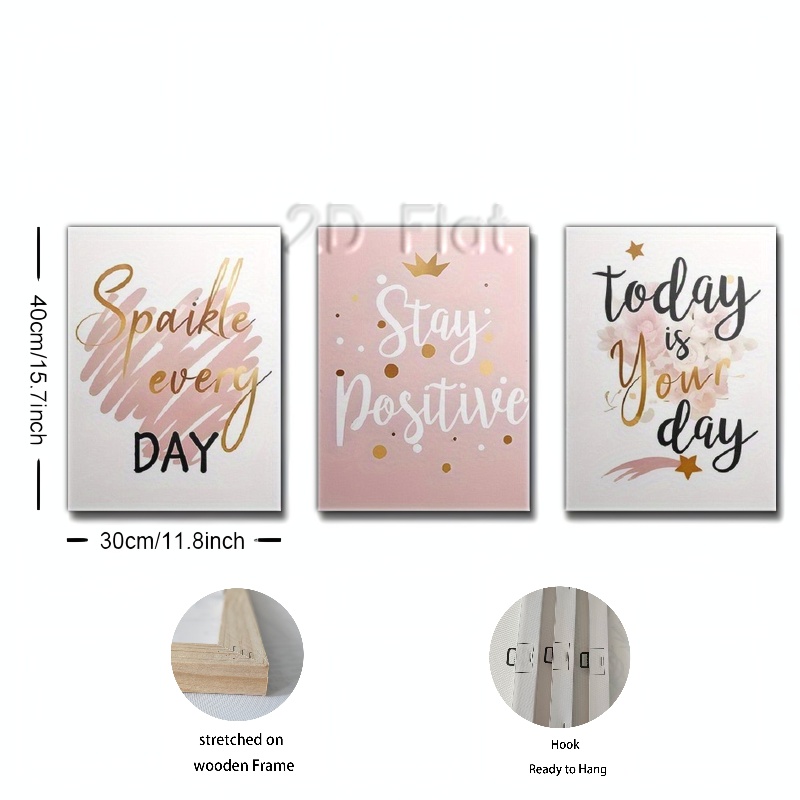 2D Flat
Spaikle
every
DAY
Stay
Positive
today
is
Your
day
40cm/15.7inch
30cm/11.8inch
stretched on
wooden Frame
Hook
Ready to Hang